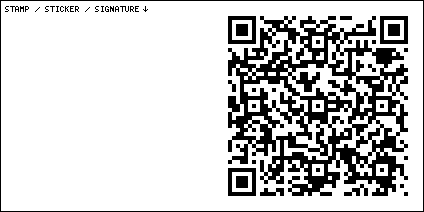 STAMP / STICKER / SIGNATURE ↓